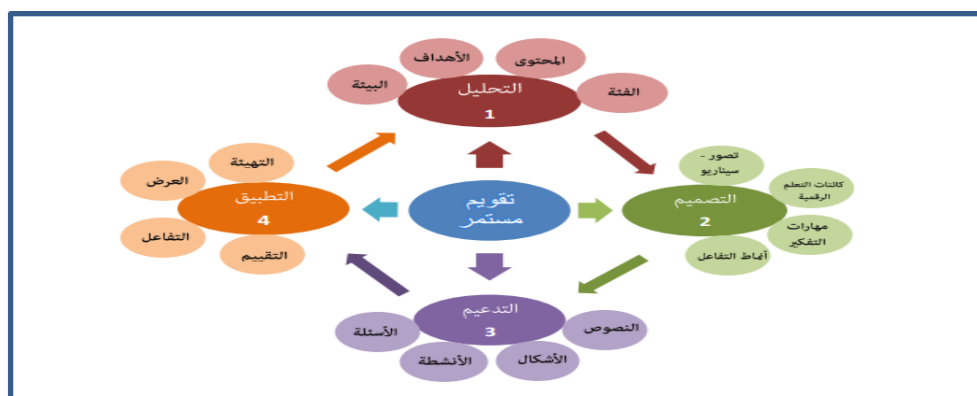 الأهداف
المحتوى
البيئة
الفئة
التحليل
1
تصور -
سيناريو
كائنات التعلم
الرقمية
مهارات
التفكير
أنماط التفاعل
التصميم
2
تقويم
مستمر
التهيئة
العرض
التفاعل
التقييم
التطبيق
4
التدعيم
3
النصوص
الأشكال
الأنشطة
الأسئلة